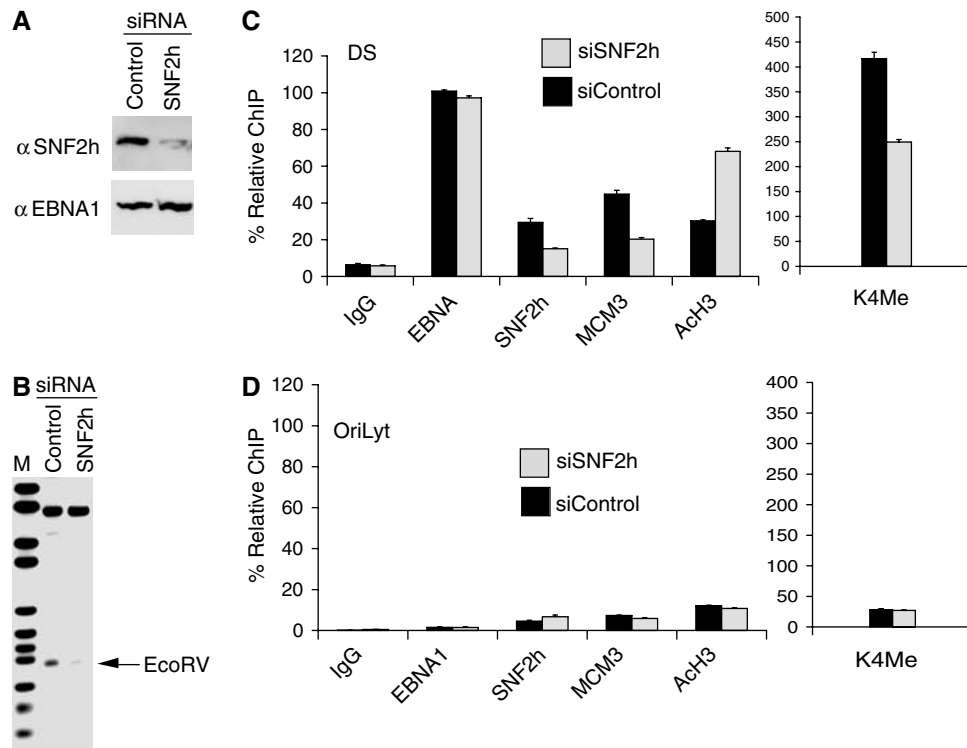 A
siRNA
Control
SNF2h
α SNF2h
α EBNA1
B
siRNA
Control
SNF2h
M
EcoRV
C
DS
siSNF2h
siControl
% Relative ChIP
120
100
80
60
40
20
0
IgG
EBNA
SNF2h
MCM3
AcH3
500
450
400
350
300
250
200
150
100
50
0
K4Me
D
OriLyt
siSNF2h
siControl
% Relative ChIP
120
100
80
60
40
20
0
IgG
EBNA1
SNF2h
MCM3
AcH3
400
350
300
250
200
150
100
50
0
K4Me